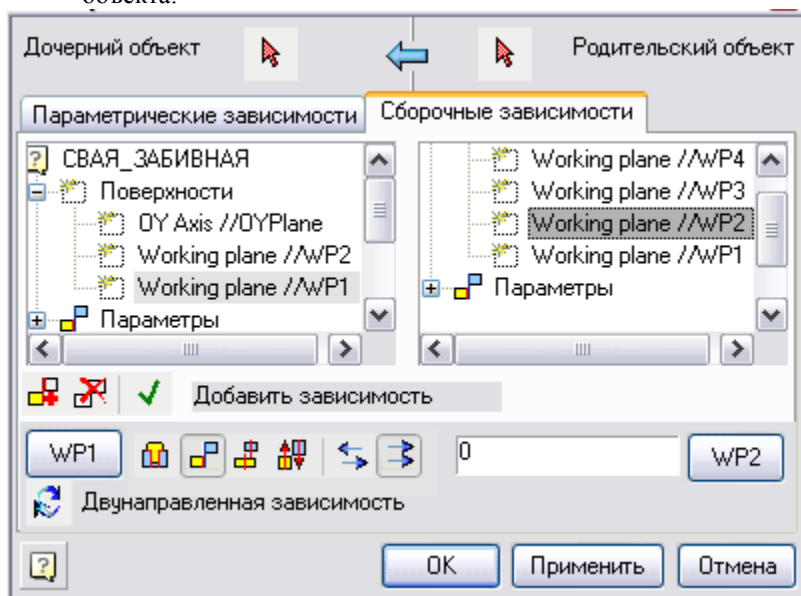 объекта.
Дочерний объект
Родительский объект
Параметрические зависимости
Сборочные зависимости
СВАЯ_ЗАБИВНАЯ
Поверхности
OY Axis //OYPlane
Working plane //WP2
Working plane //WP1
Параметры
Working plane //WP4
Working plane //WP3
Working plane //WP2
Working plane //WP1
Параметры
Добавить зависимость
WP1
0
WP2
Двунаправленная зависимость
OK
Применить
Отмена